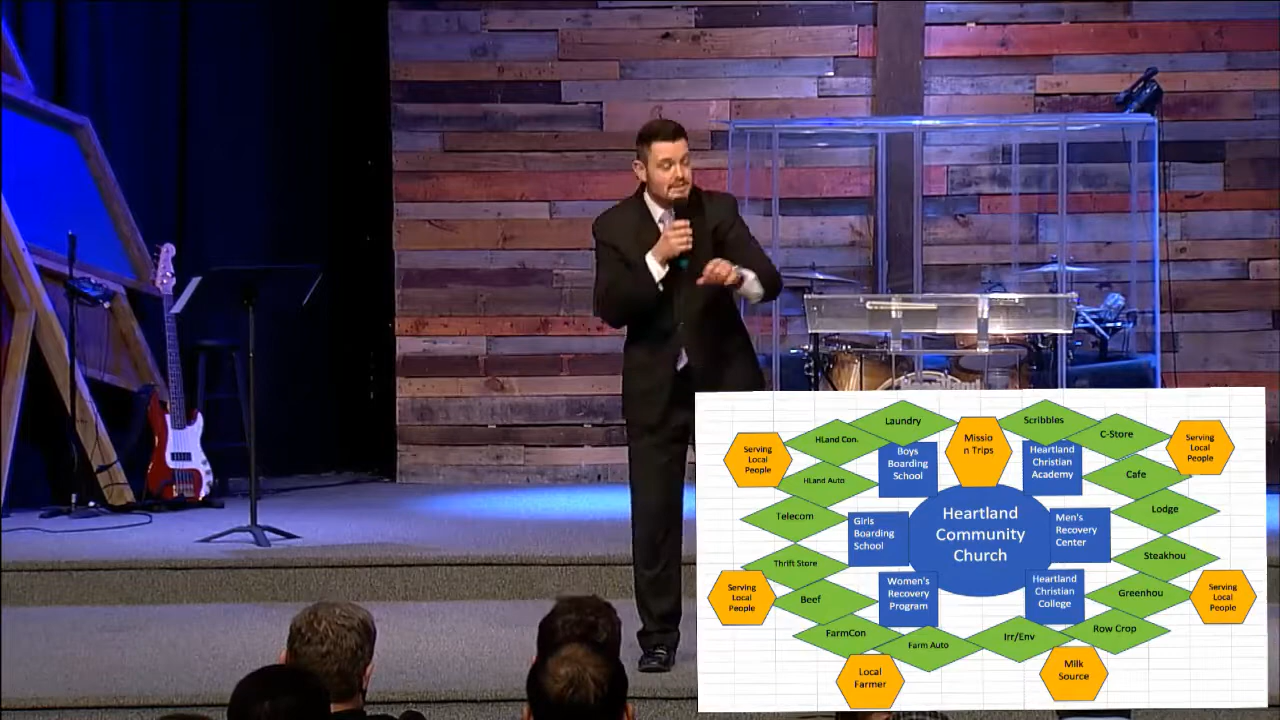 Laundry
Scribbles
HLand Con.
Missio
n Trips
C-Store
Serving
Local
People
Boys
Boarding
School
Heartland
Christian
Academy
Serving
Local
People
HLand Auto
Cafe
Telecom
Girls
Boarding
School
Heartland
Community
Church
Men's
Recovery
Center
Lodge
Thrift Store
Steakhou
Serving
Local
People
Beef
Women's
Recovery
Program
Heartland
Christian
College
Greenhou
Serving
Local
People
FarmCon
Farm Auto
Irr/Env
Row Crop
Local
Farmer
Milk
Source